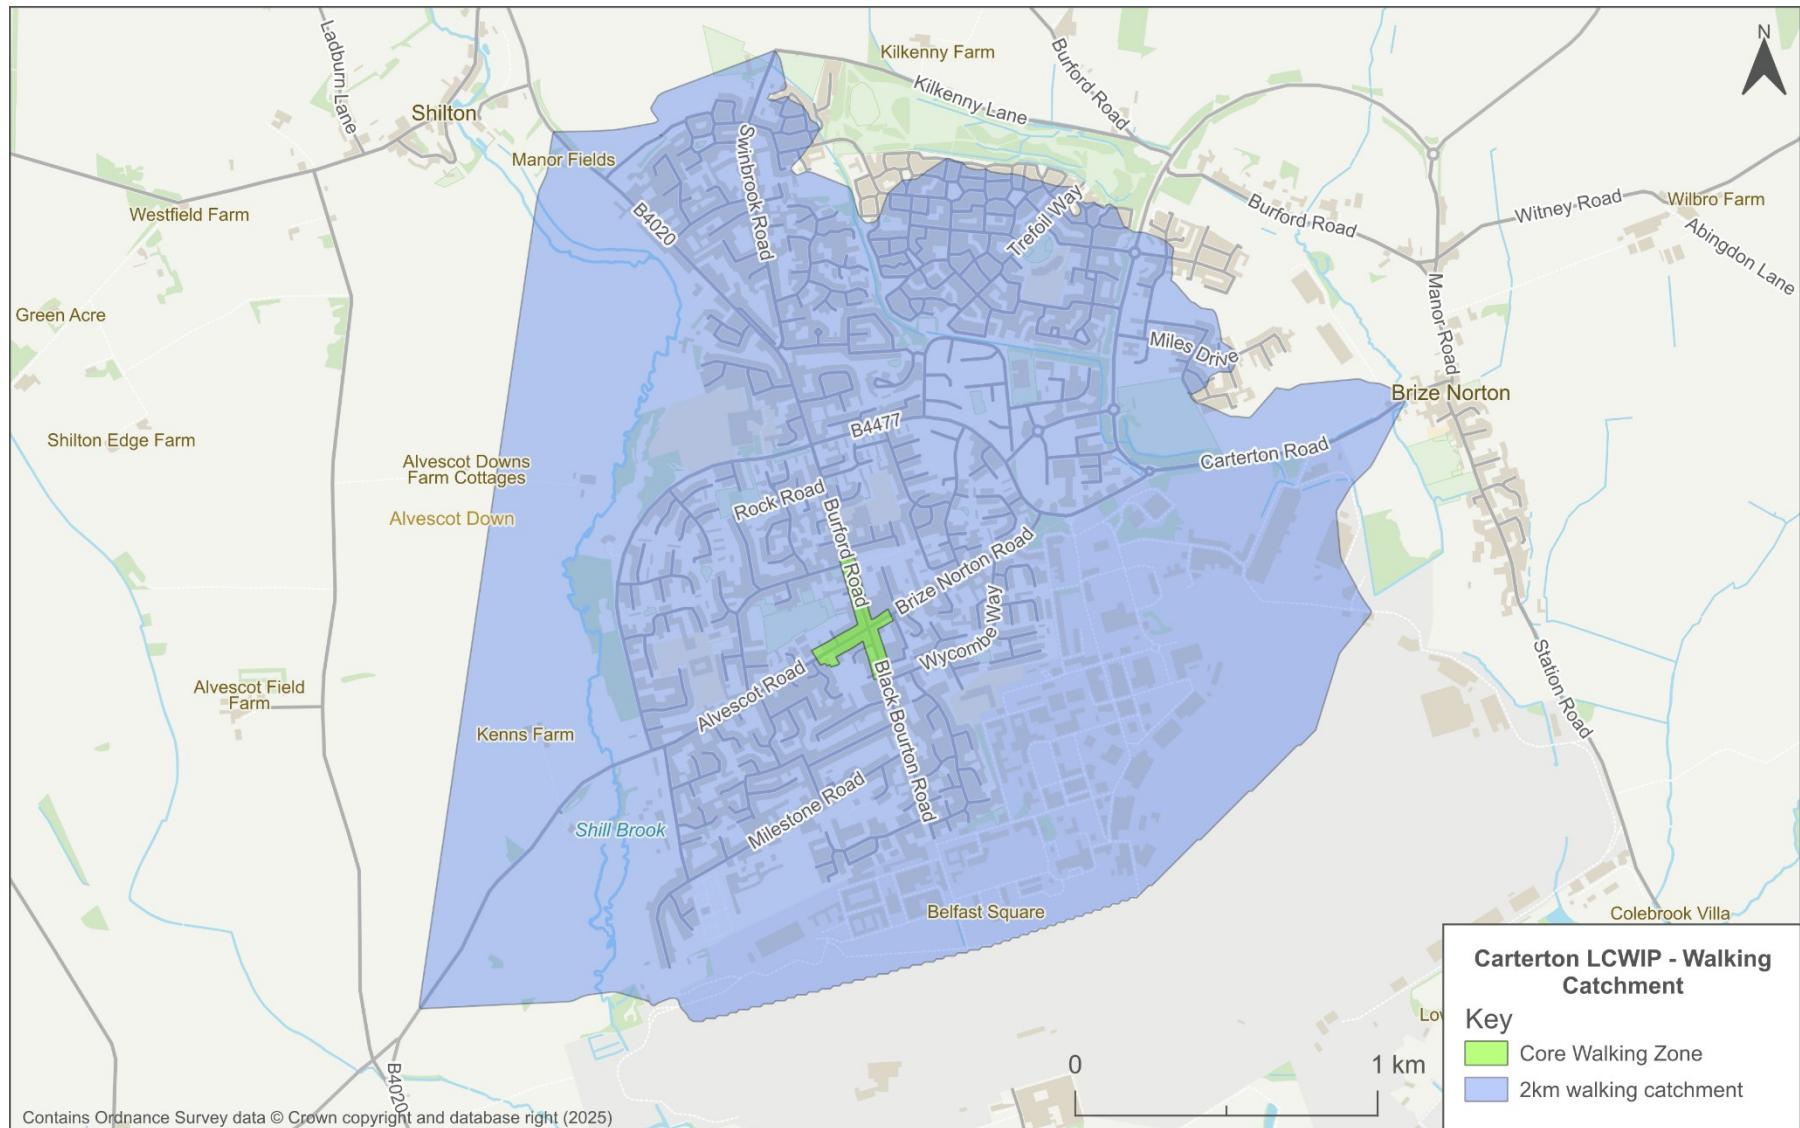 N
Kilkenny Farm
Ladburn Lane
Burford Road
Kilkenny Lane
Shilton
Manor Fields
Swinbrook Road
Westfield Farm
B4020
Trefoil Way
Burford Road
Witney Road
Wilbro Farm
Abingdon Lane
Green Acre
Manor Road
Miles Drive
Brize Norton
Shilton Edge Farm
B4477
Carterton Road
Alvescot Downs
Farm Cottages
Alvescot Down
Rock Road
Burford Road
Brize Norton Road
Wycombe Way
Alvescot Road
Black Bourton Road
Station Road
Alvescot Field
Farm
Kenns Farm
Milestone Road
Shill Brook
Belfast Square
Colebrook Villa
Carterton LCWIP - Walking
Catchment
Key
Core Walking Zone
2km walking catchment
0
1 km
B4020
Contains Ordnance Survey data © Crown copyright and database right (2025)